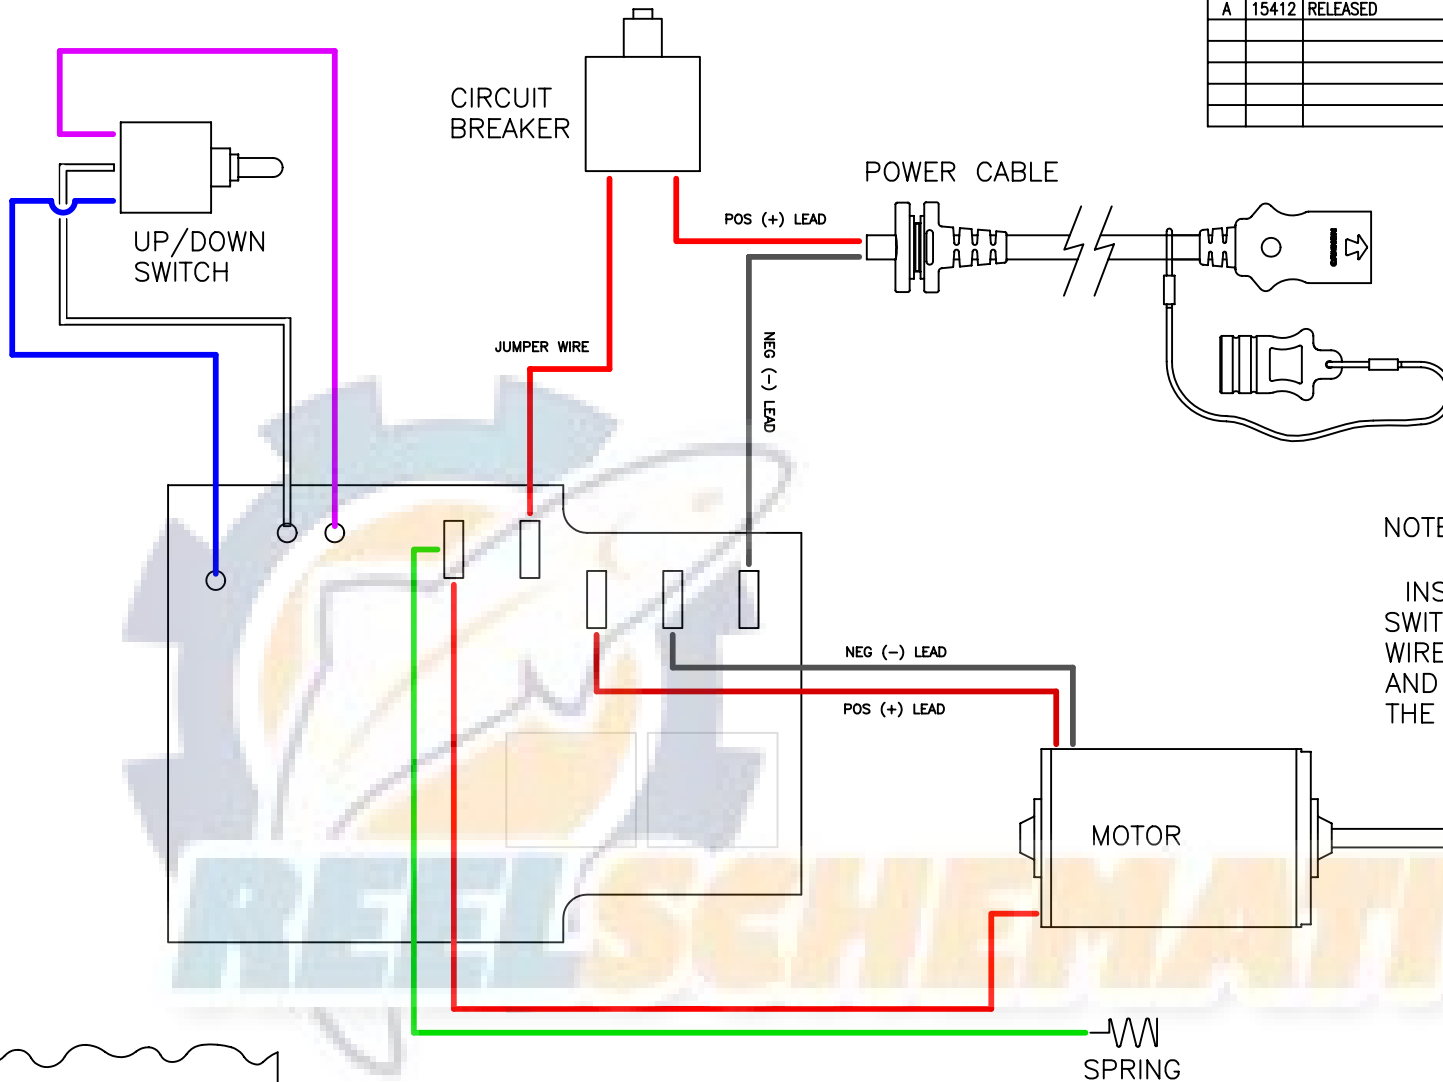 A 15412 RELEASED
CIRCUIT
BREAKER
POWER CABLE
POS (+) LEAD
UP/DOWN
SWITCH
JUMPER WIRE
NEG (-) LEAD
NOTE
INS
SWIT
WIRE
AND
THE
NEG (-) LEAD
POS (+) LEAD
MOTOR
REELSCHEMATI
SPRING